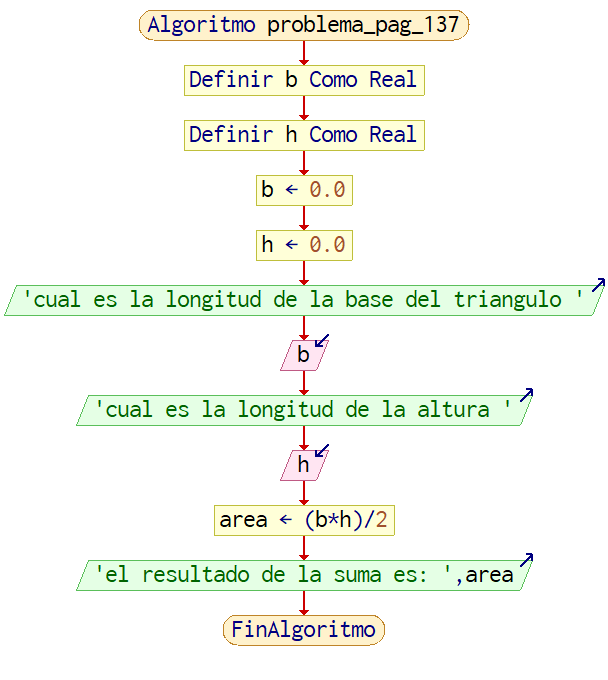 Algoritmo problema_pag_137
Definir b Como Real
Definir h Como Real
b ← 0.0
h ← 0.0
'cual es la longitud de la base del triangulo '
b
'cual es la longitud de la altura '
h
area ← (b*h)/2
'el resultado de la suma es: ',area
FinAlgoritmo